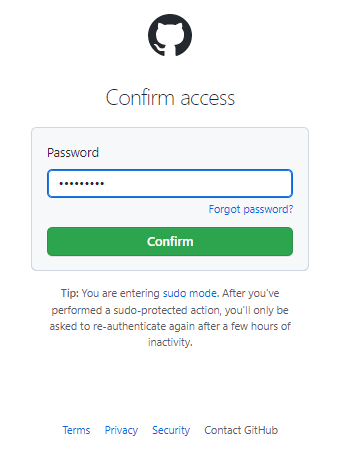 Confirm access
Password
•••••••••
Forgot password?
Confirm
Tip: You are entering sudo mode. After you've
performed a sudo-protected action, you'll only be
asked to re-authenticate again after a few hours of
inactivity.
Terms Privacy Security Contact GitHub